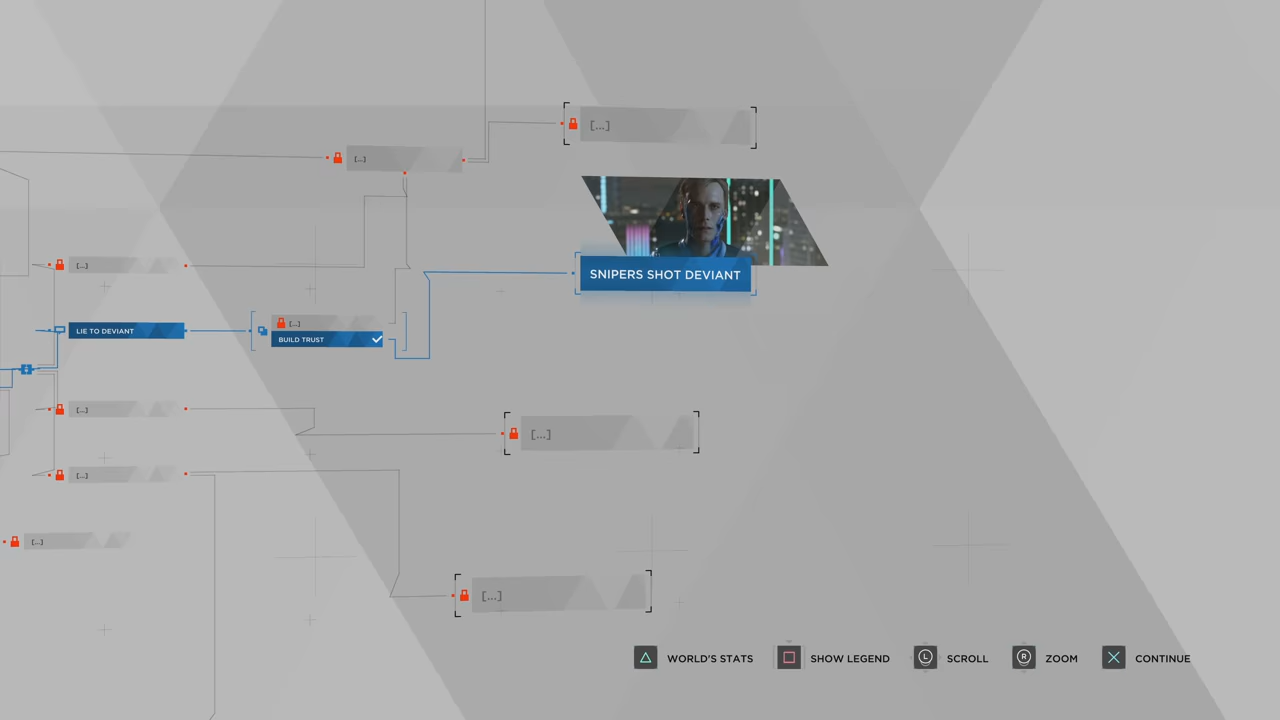 [...]
[...]
SNIPERS SHOT DEVIANT
[...]
LIE TO DEVIANT
[...]
BUILD TRUST
[...]
[...]
[...]
[...]
[...]
WORLD'S STATS
SHOW LEGEND
L
SCROLL
R
ZOOM
CONTINUE